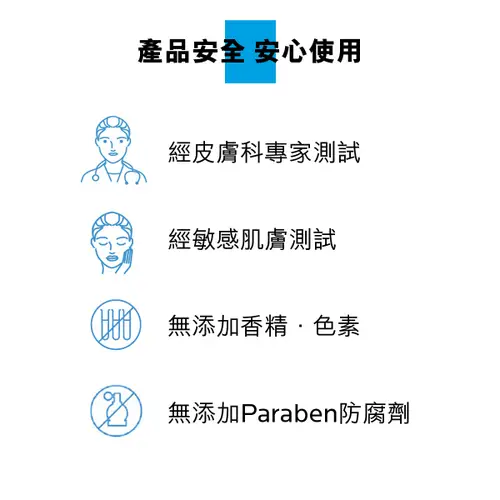 產品安全 安心使用
經皮膚科專家測試
經敏感肌膚測試
無添加香精．色素
無添加Paraben防腐劑